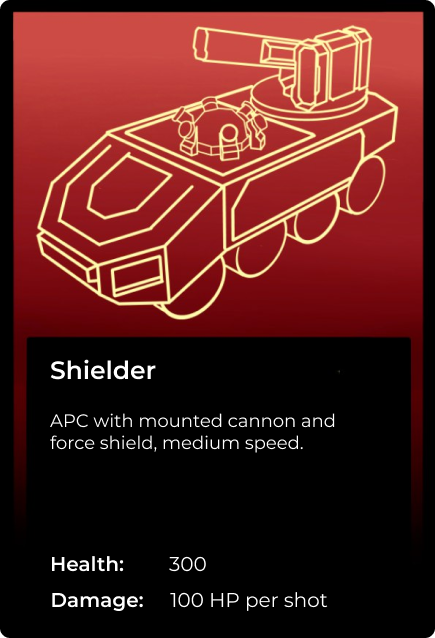 Shielder
APC with mounted cannon and
force shield, medium speed.
Health: 300
Damage: 100 HP per shot